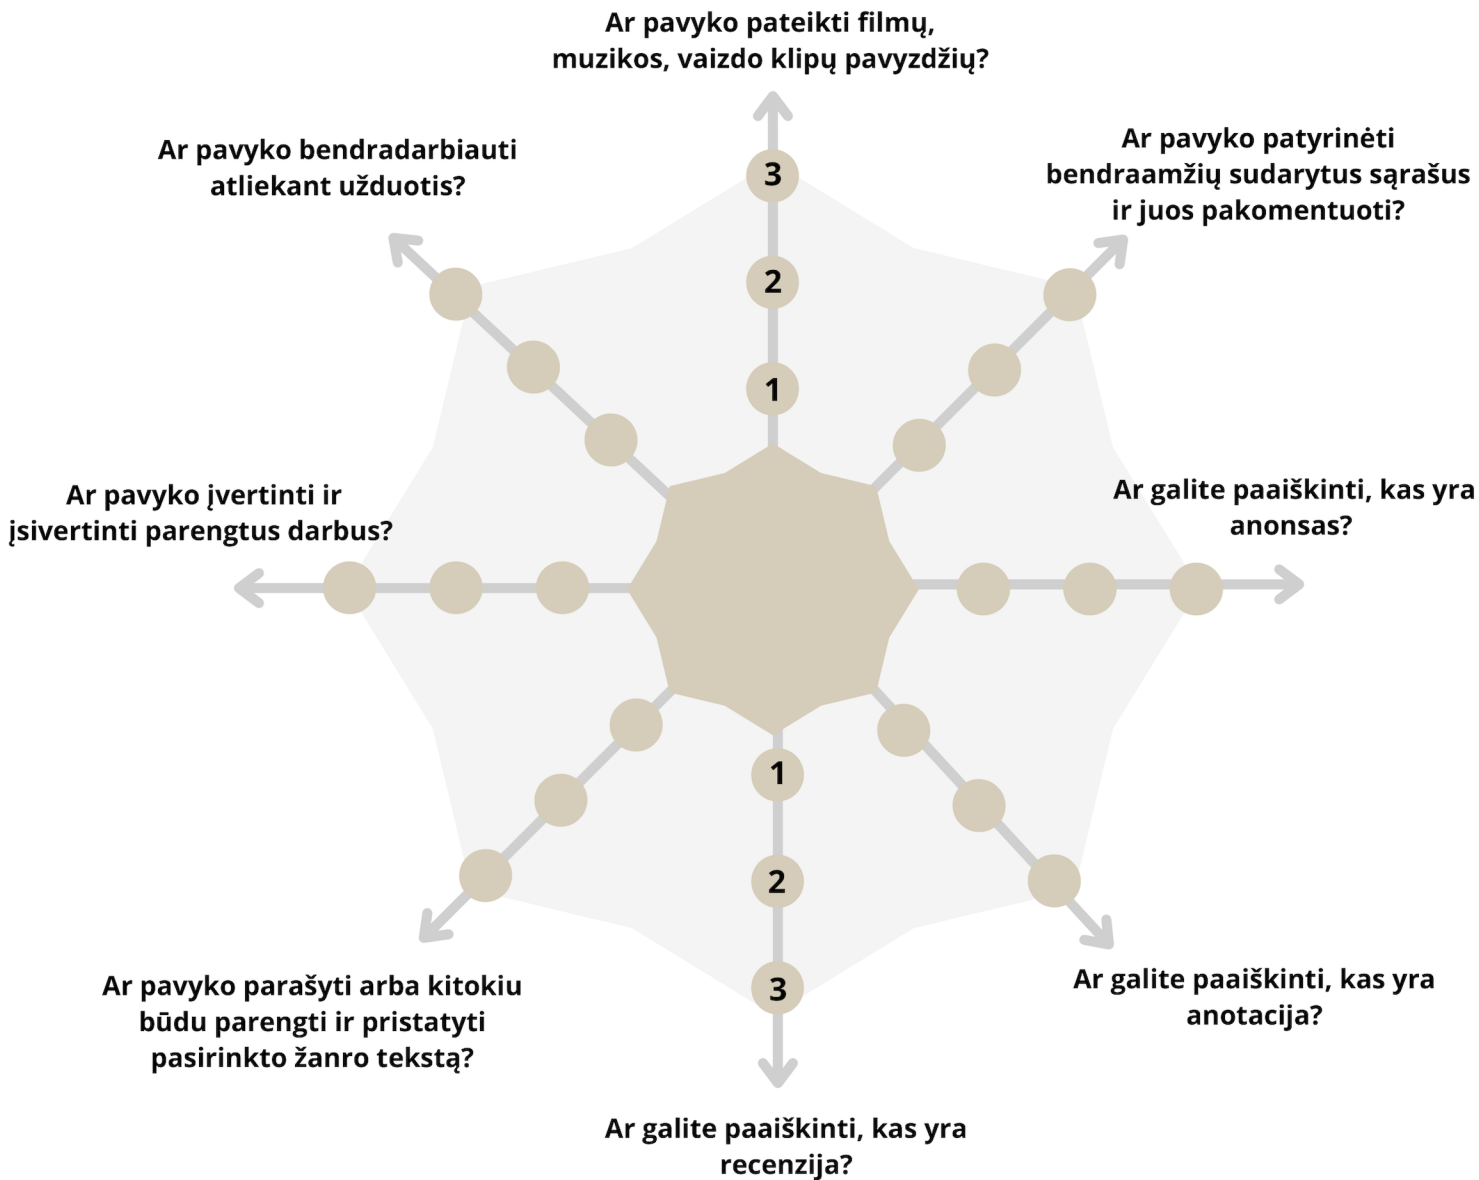 Ar pavyko pateikti filmų,
muzikos, vaizdo klipų pavyzdžių?
Ar pavyko patyrinėti
bendraamžių sudarytus sąrašus
ir juos pakomentuoti?
Ar pavyko bendradarbiauti
atliekant užduotis?
3
2
1
Ar pavyko įvertinti ir
įsivertinti parengtus darbus?
Ar galite paaiškinti, kas yra
anonsas?
1
2
3
Ar pavyko parašyti arba kitokiu
būdu parengti ir pristatyti
pasirinkto žanro tekstą?
Ar galite paaiškinti, kas yra
anotacija?
Ar galite paaiškinti, kas yra
recenzija?